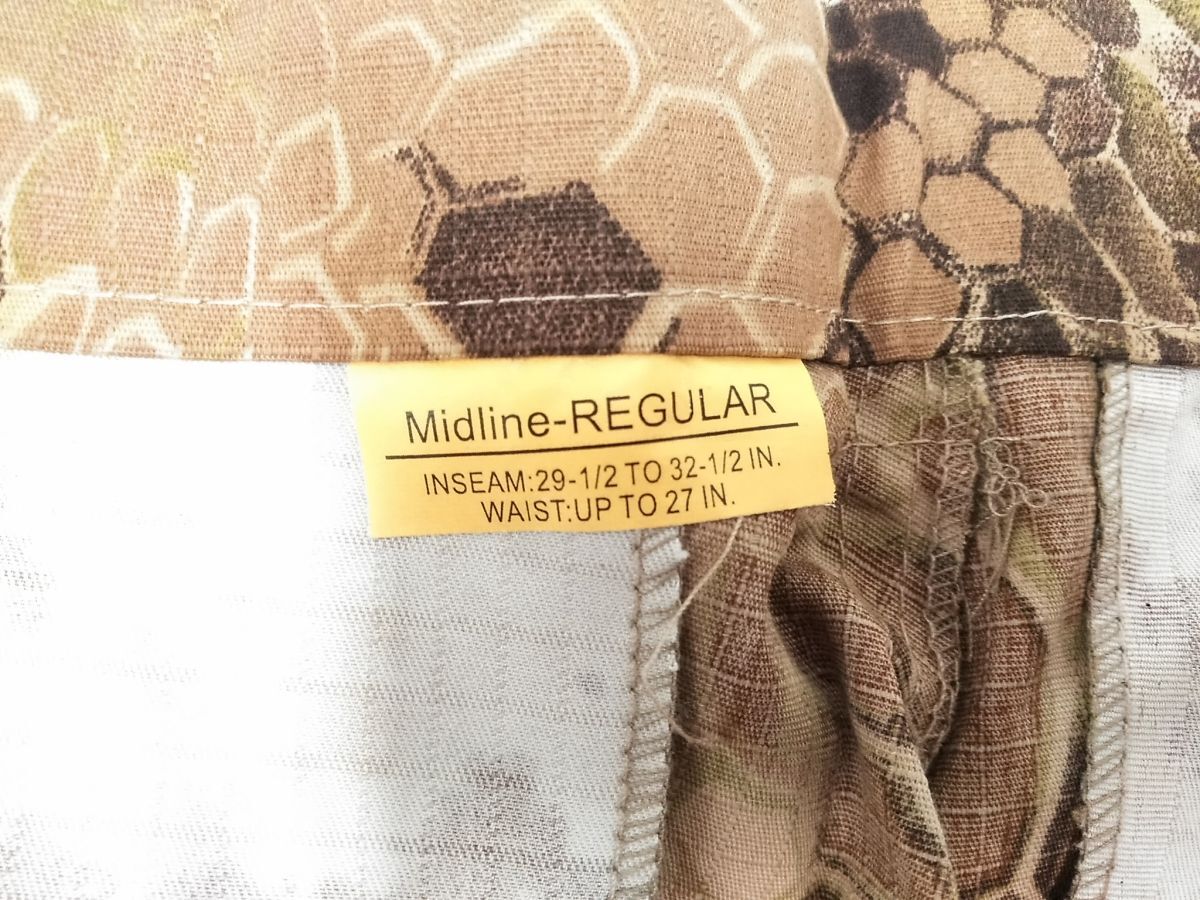 Midline-REGULAR
INSEAM:29-1/2 TO 32-1/2 IN.
WAIST:UP TO 27 IN.